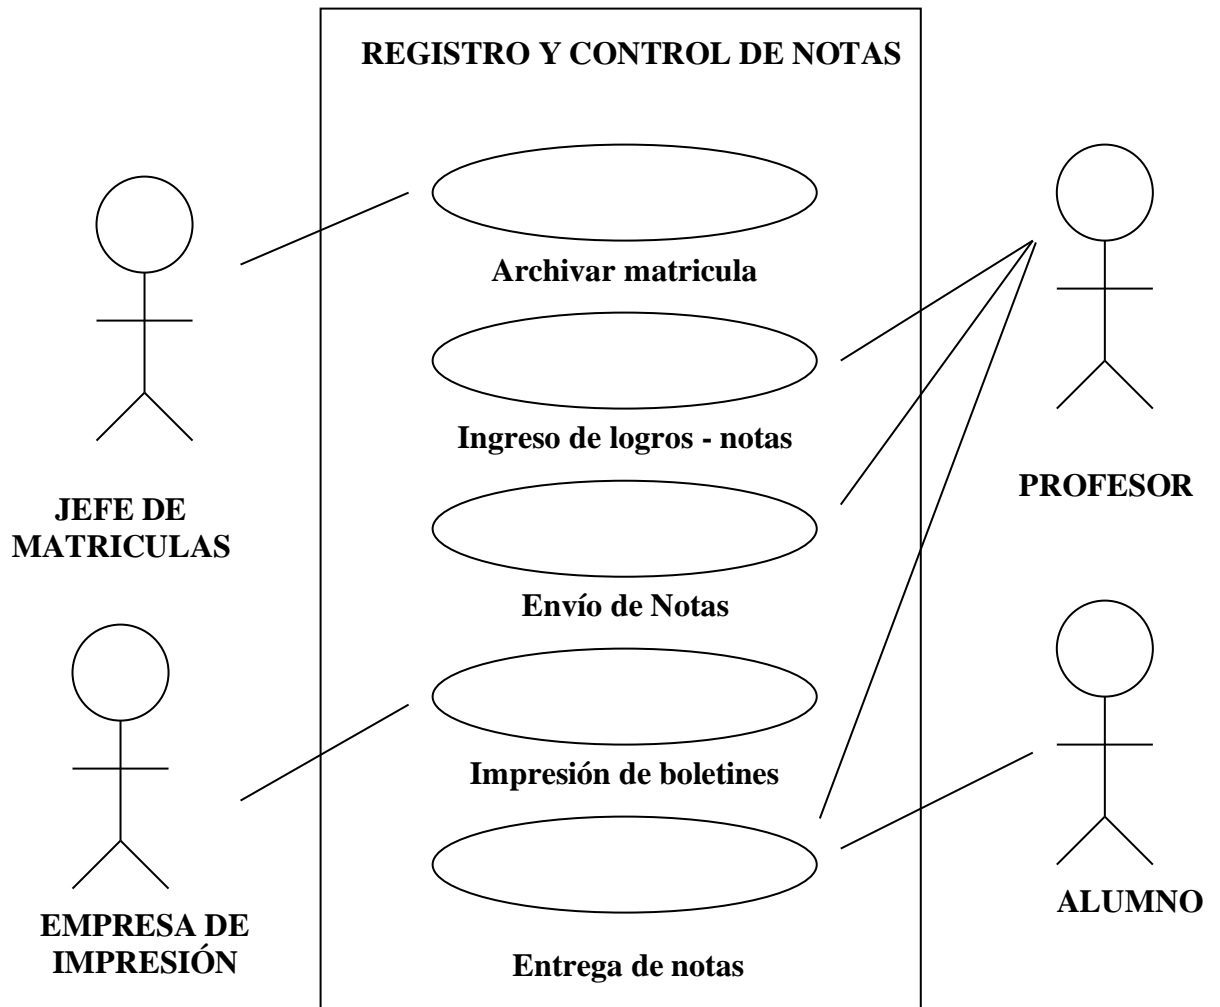 REGISTRO Y CONTROL DE NOTAS
Archivar matricula
Ingreso de logros - notas
Envío de Notas
Impresión de boletines
Entrega de notas
JEFE DE
MATRICULAS
EMPRESA DE
IMPRESIÓN
PROFESOR
ALUMNO